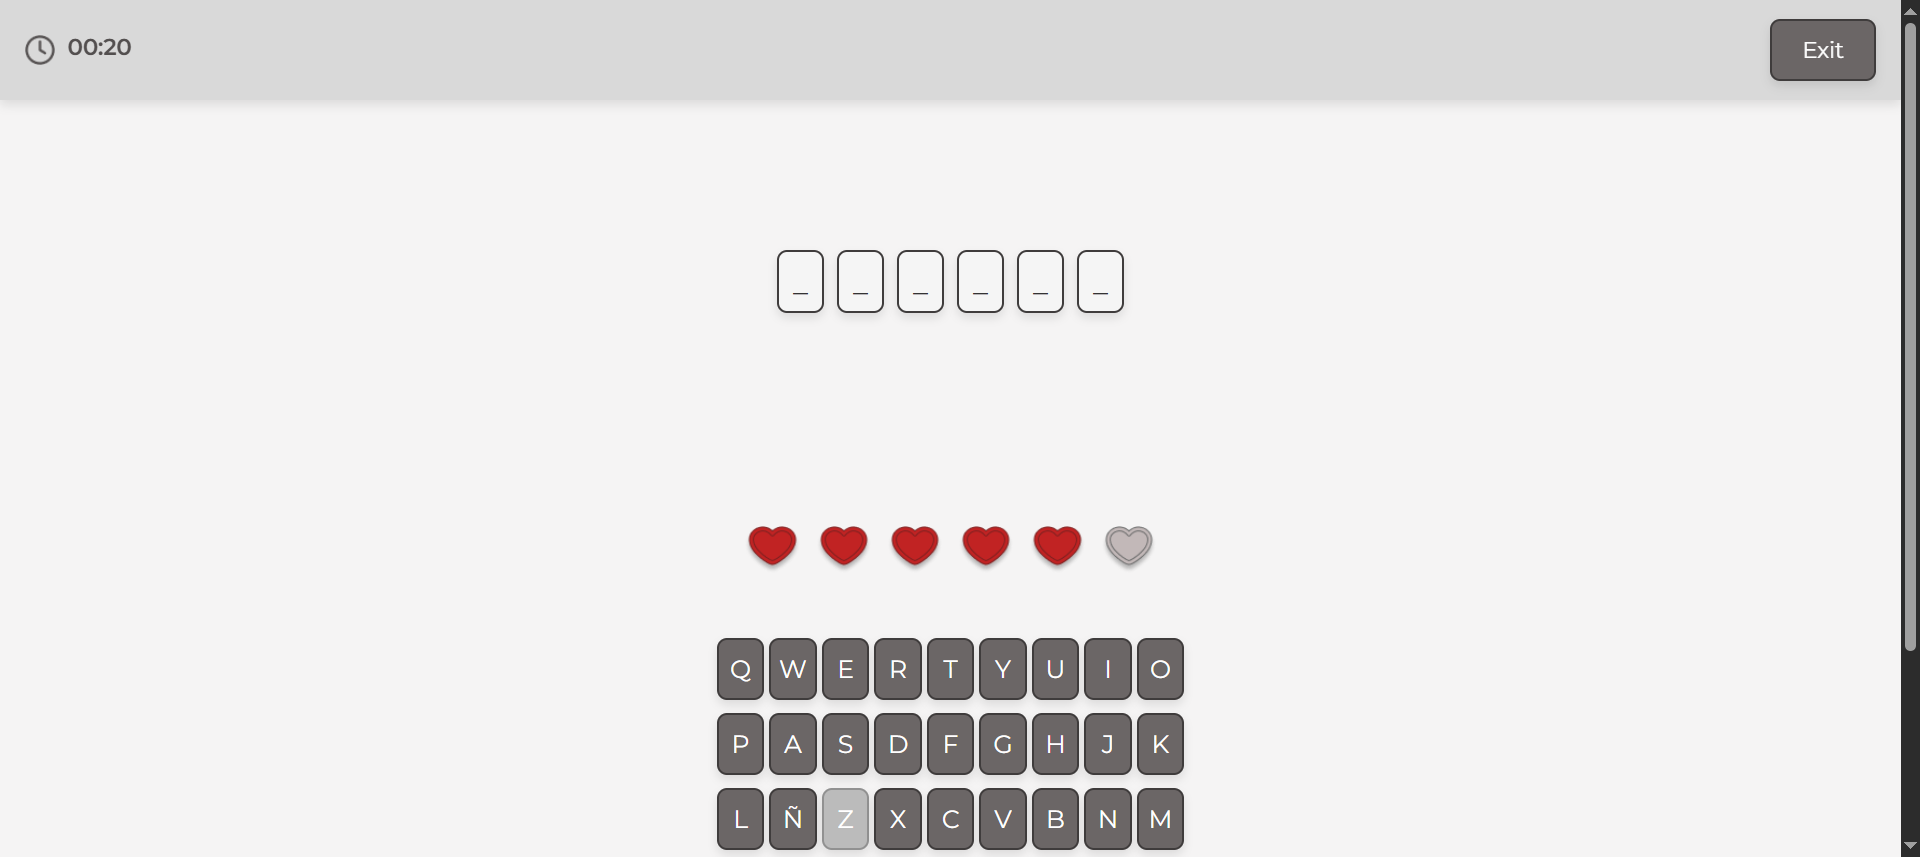 00:20
Exit
_ _ _ _ _ _
Q W E R T Y U I O
P A S D F G H J K
L Ñ Z X C V B N M